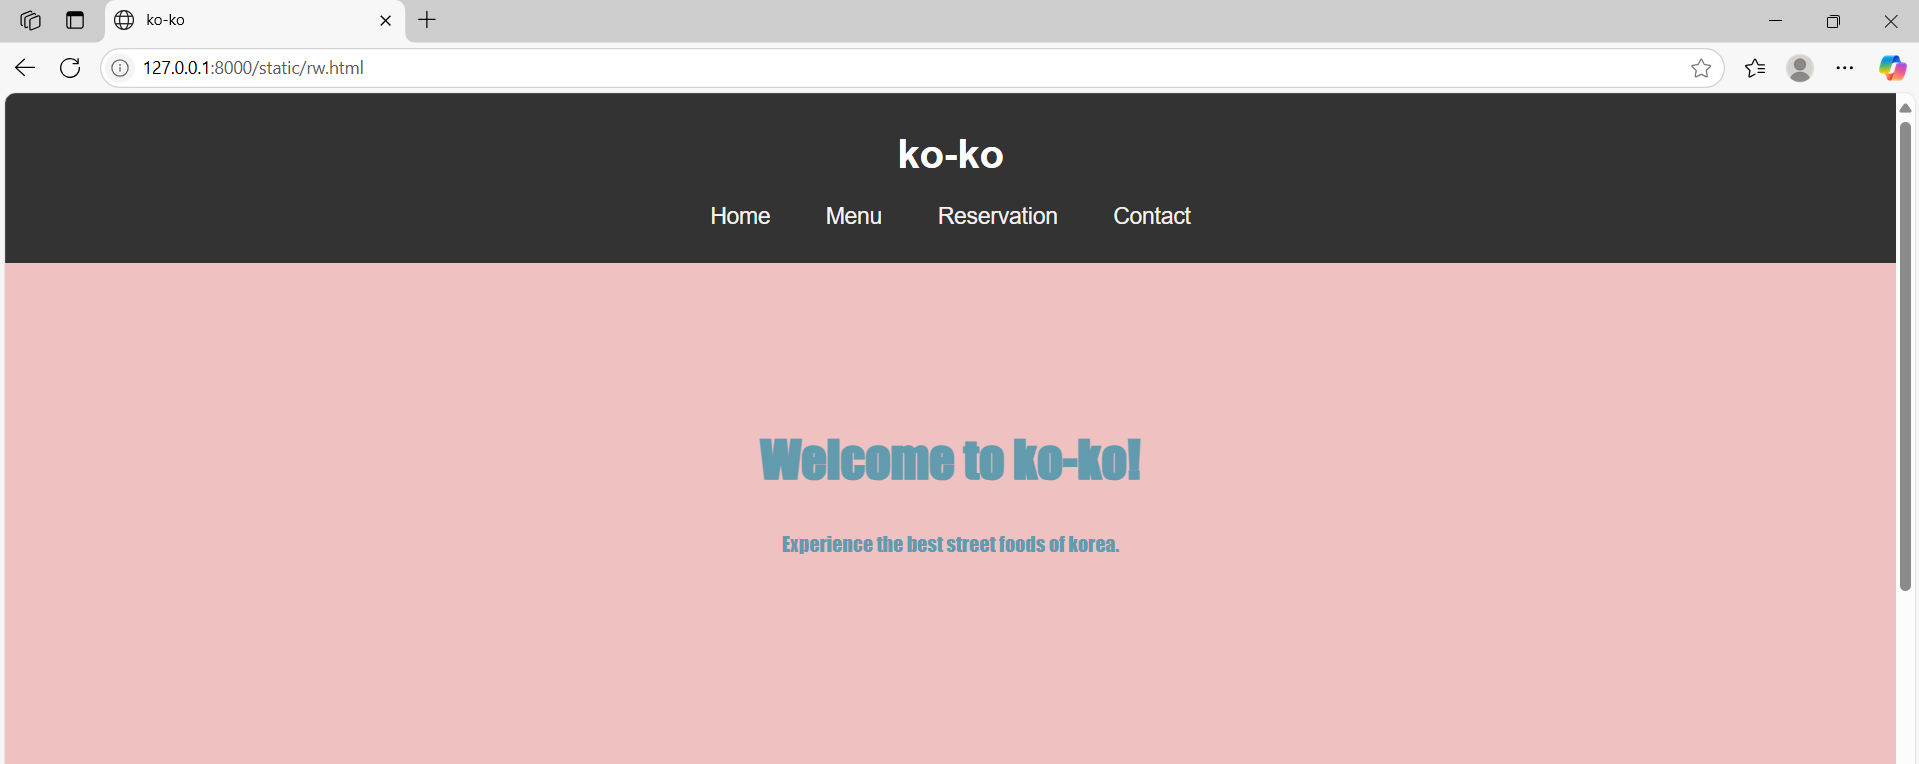 ko-ko
127.0.0.1:8000/static/rw.html
ko-ko
Home Menu Reservation Contact
Welcome to ko-ko!
Experience the best street foods of korea.